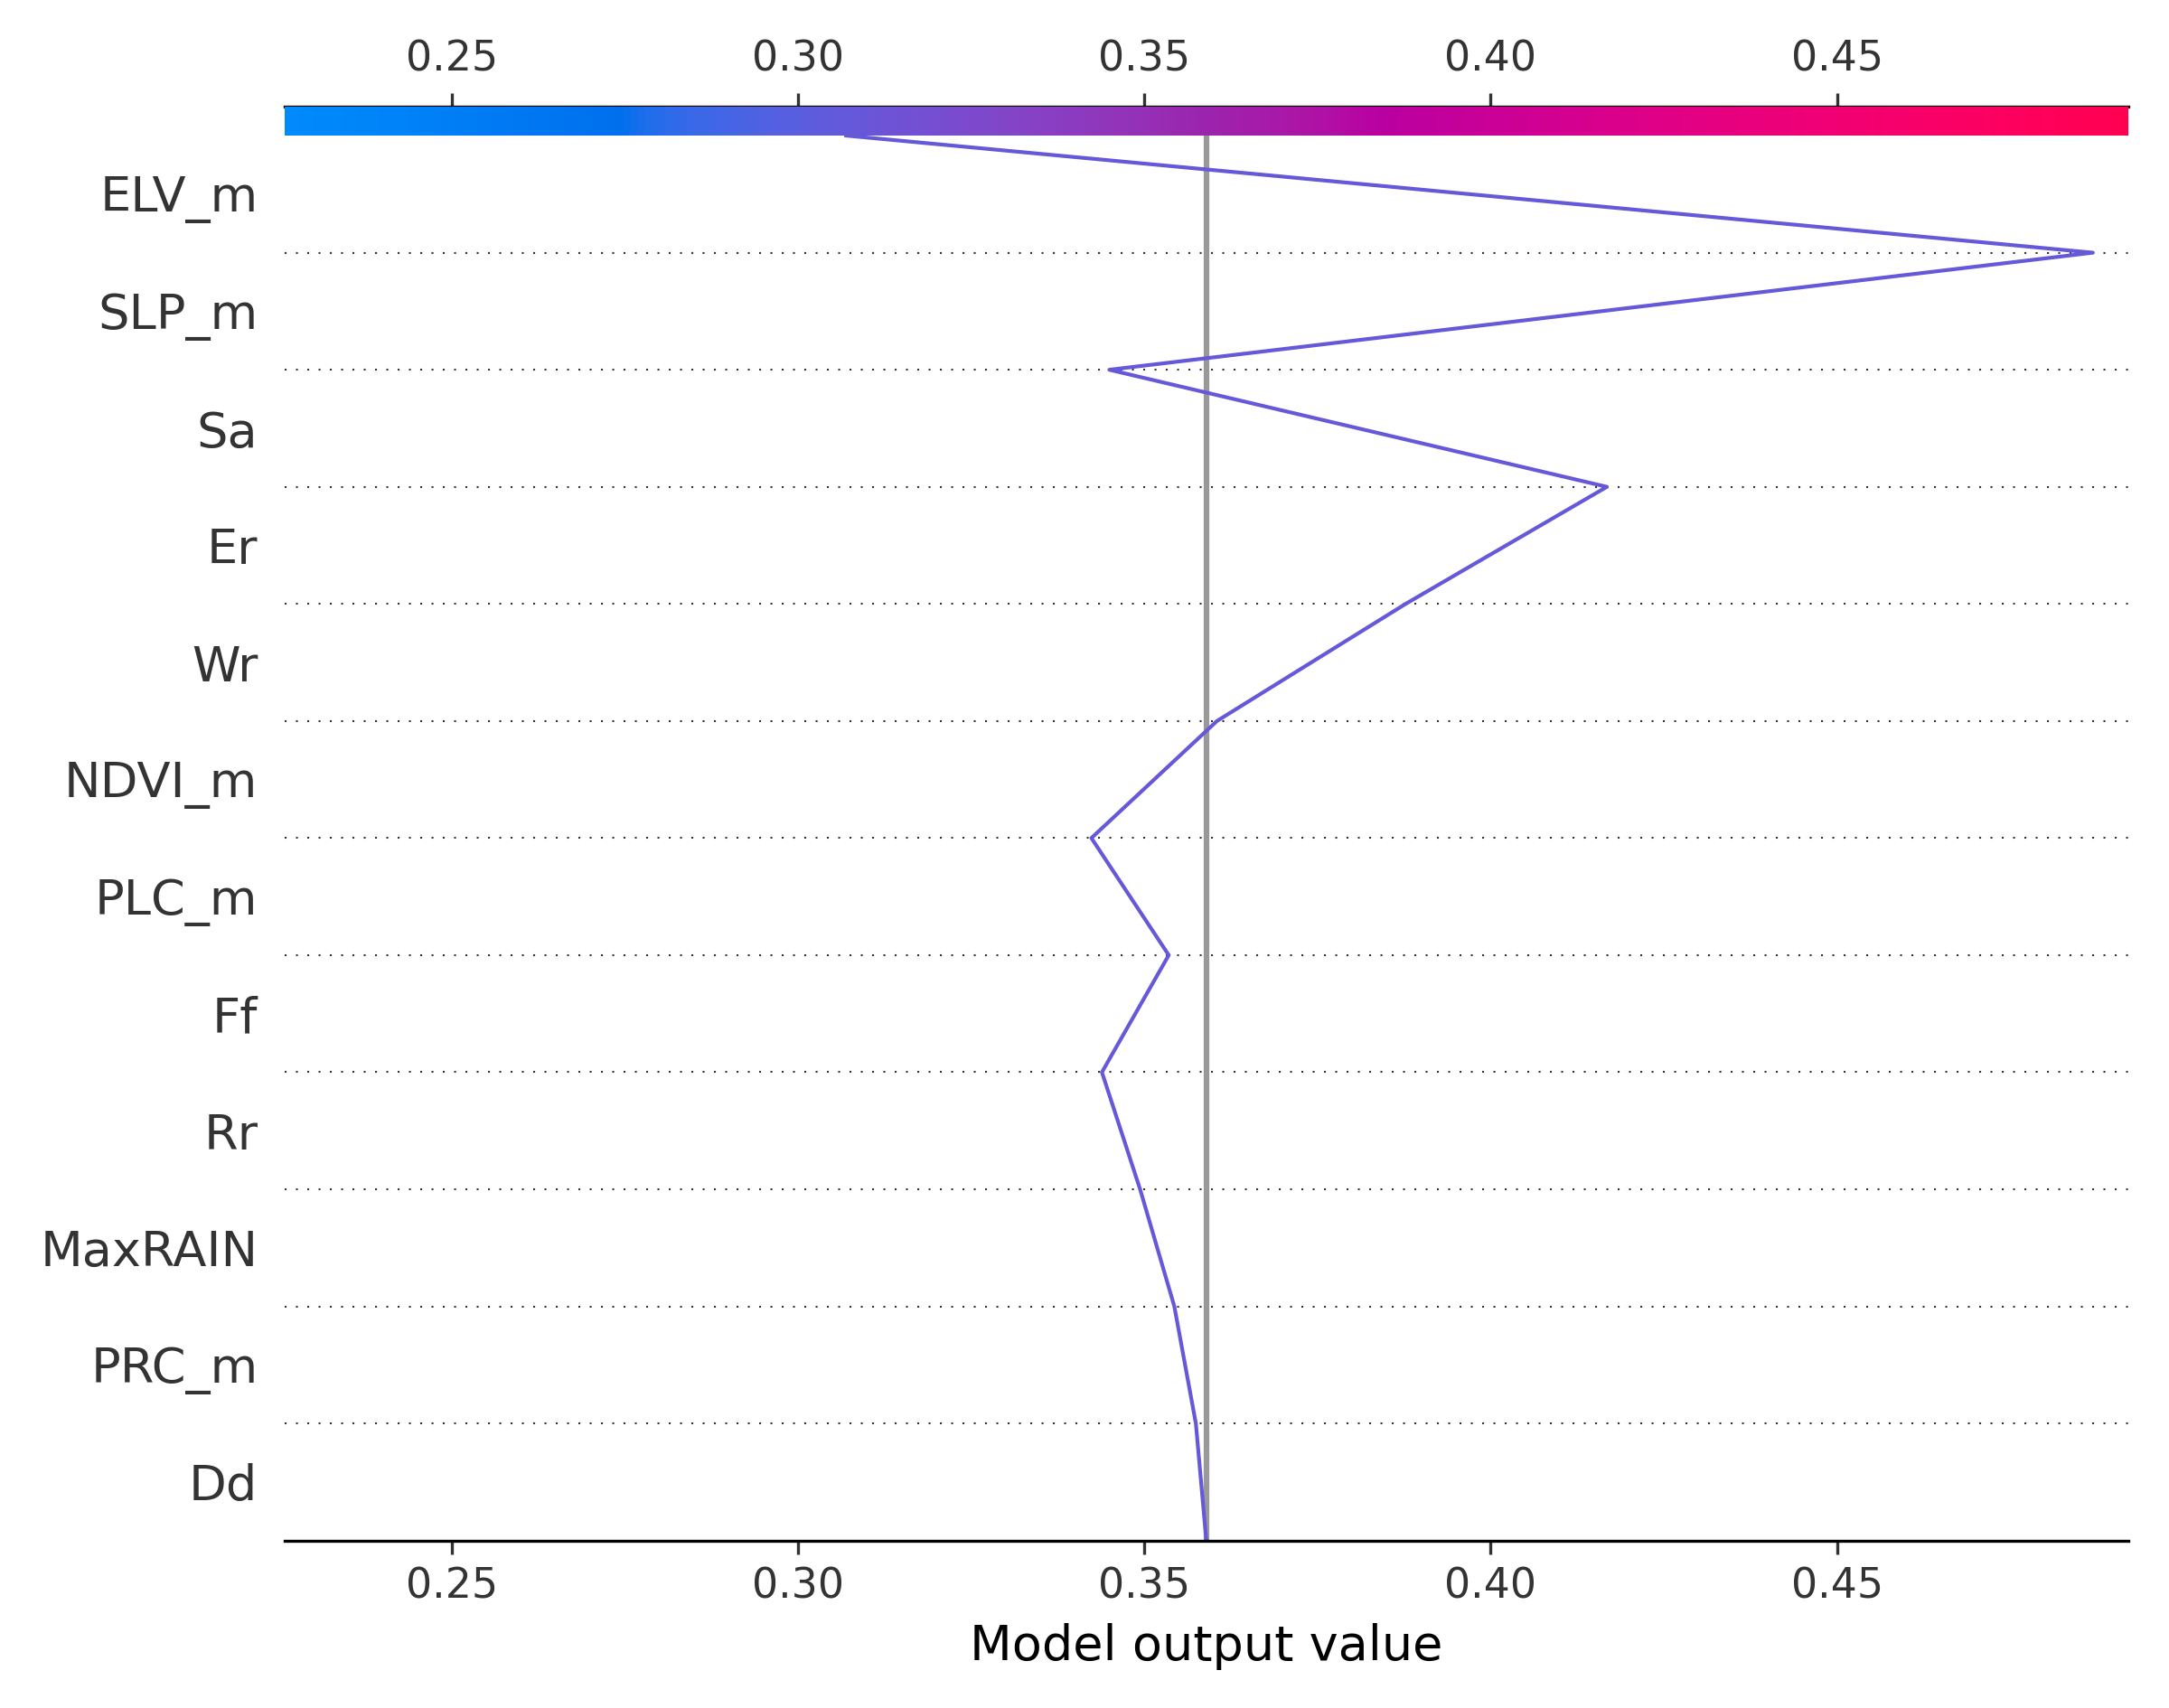 0.25 0.30 0.35 0.40 0.45
ELV_m
SLP_m
Sa
Er
Wr
NDVI_m
PLC_m
Ff
Rr
MaxRAIN
PRC_m
Dd
0.25 0.30 0.35 0.40 0.45
Model output value